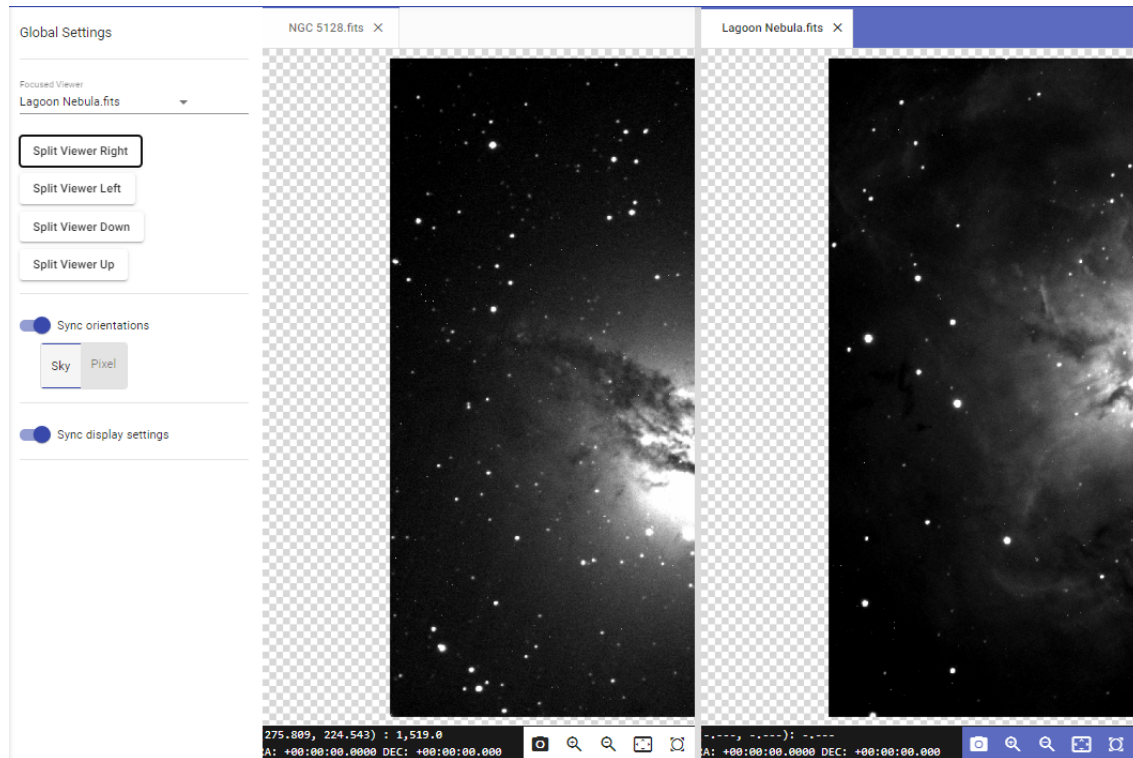 Global Settings
Focused Viewer
Lagoon Nebula.fits
Split Viewer Right
Split Viewer Left
Split Viewer Down
Split Viewer Up
Sync orientations
Sky Pixel
Sync display settings
NGC 5128.fits
275.809, 224.543) : 1,519.0
RA: +00:00:00.0000 DEC: +00:00:00.000
Lagoon Nebula.fits
-.---, -.---): -.---
RA: +00:00:00.0000 DEC: +00:00:00.000